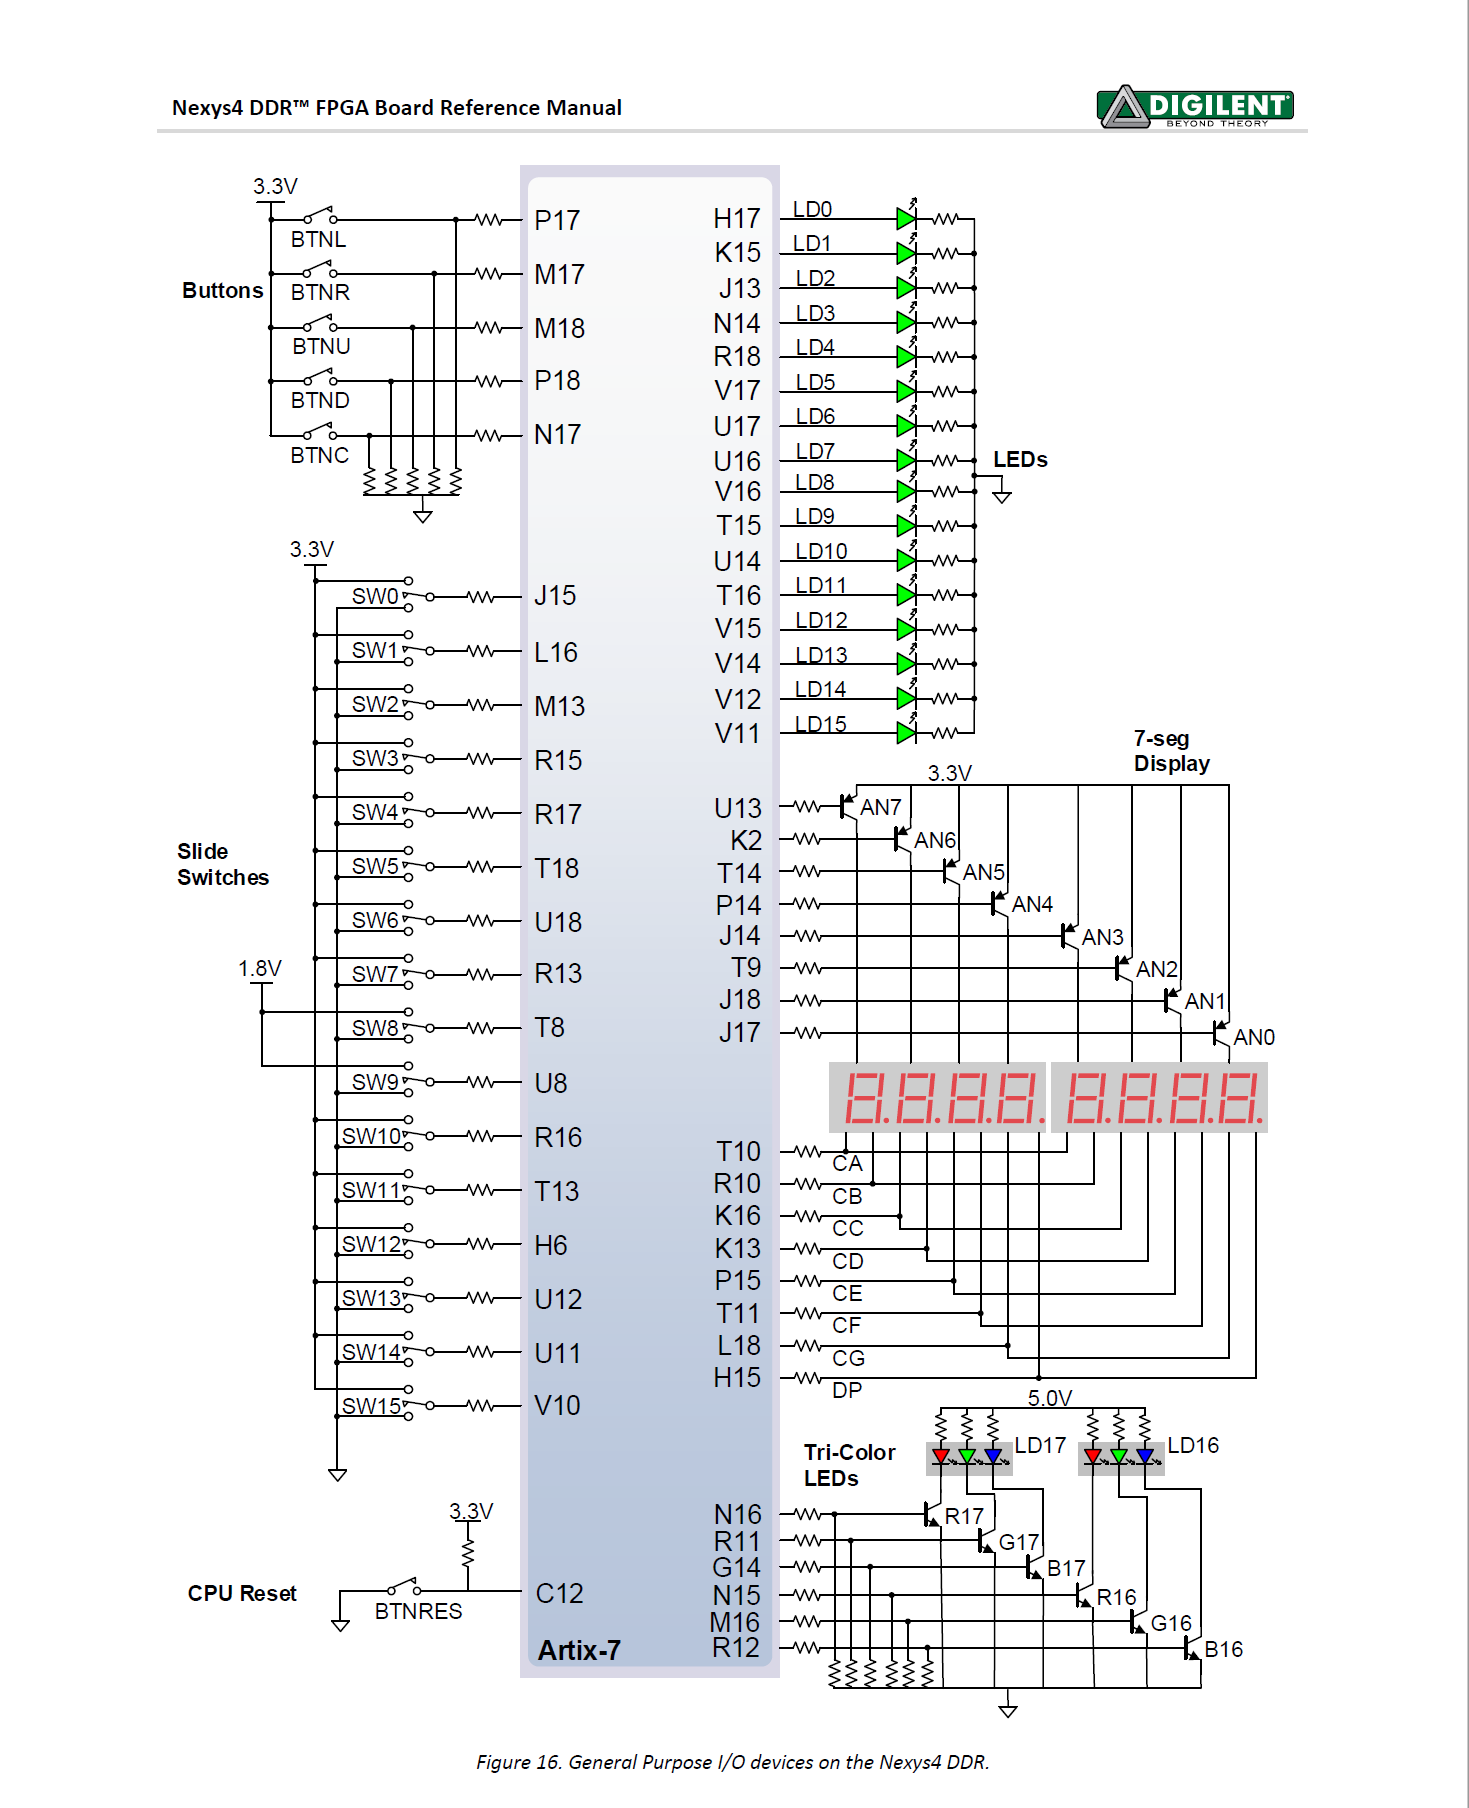 Nexys4 DDR™ FPGA Board Reference Manual
DIGILENT
BEYOND THEORY
3.3V
BTNL
BTNR
Buttons
BTNU
BTND
BTNC
P17
M17
M18
P18
N17
3.3V
SW0
SW1
SW2
SW3
SW4
Slide
Switches
SW5
SW6
1.8V
SW7
SW8
SW9
SW10
SW11
SW12
SW13
SW14
SW15
J15
L16
M13
R15
R17
T18
U18
R13
T8
U8
R16
T13
H6
U12
U11
V10
3.3V
CPU Reset
BTNRES
C12
Artix-7
H17 LD0
K15 LD1
J13 LD2
N14 LD3
R18 LD4
V17 LD5
U17 LD6
U16 LD7
LEDs
V16 LD8
T15 LD9
U14 LD10
T16 LD11
V15 LD12
V14 LD13
V12 LD14
V11 LD15
7-seg
Display
3.3V
U13 AN7
K2 AN6
T14 AN5
P14 AN4
J14 AN3
T9 AN2
J18 AN1
J17 AN0
8.8.8.8. 8.8.8.8.
T10 CA
R10 CB
K16 CC
K13 CD
P15 CE
T11 CF
L18 CG
H15 DP
5.0V
Tri-Color
LEDs
LD17
LD16
N16 R17
R11 G17
G14 B17
N15 R16
M16 G16
R12 B16
Figure 16. General Purpose I/O devices on the Nexys4 DDR.